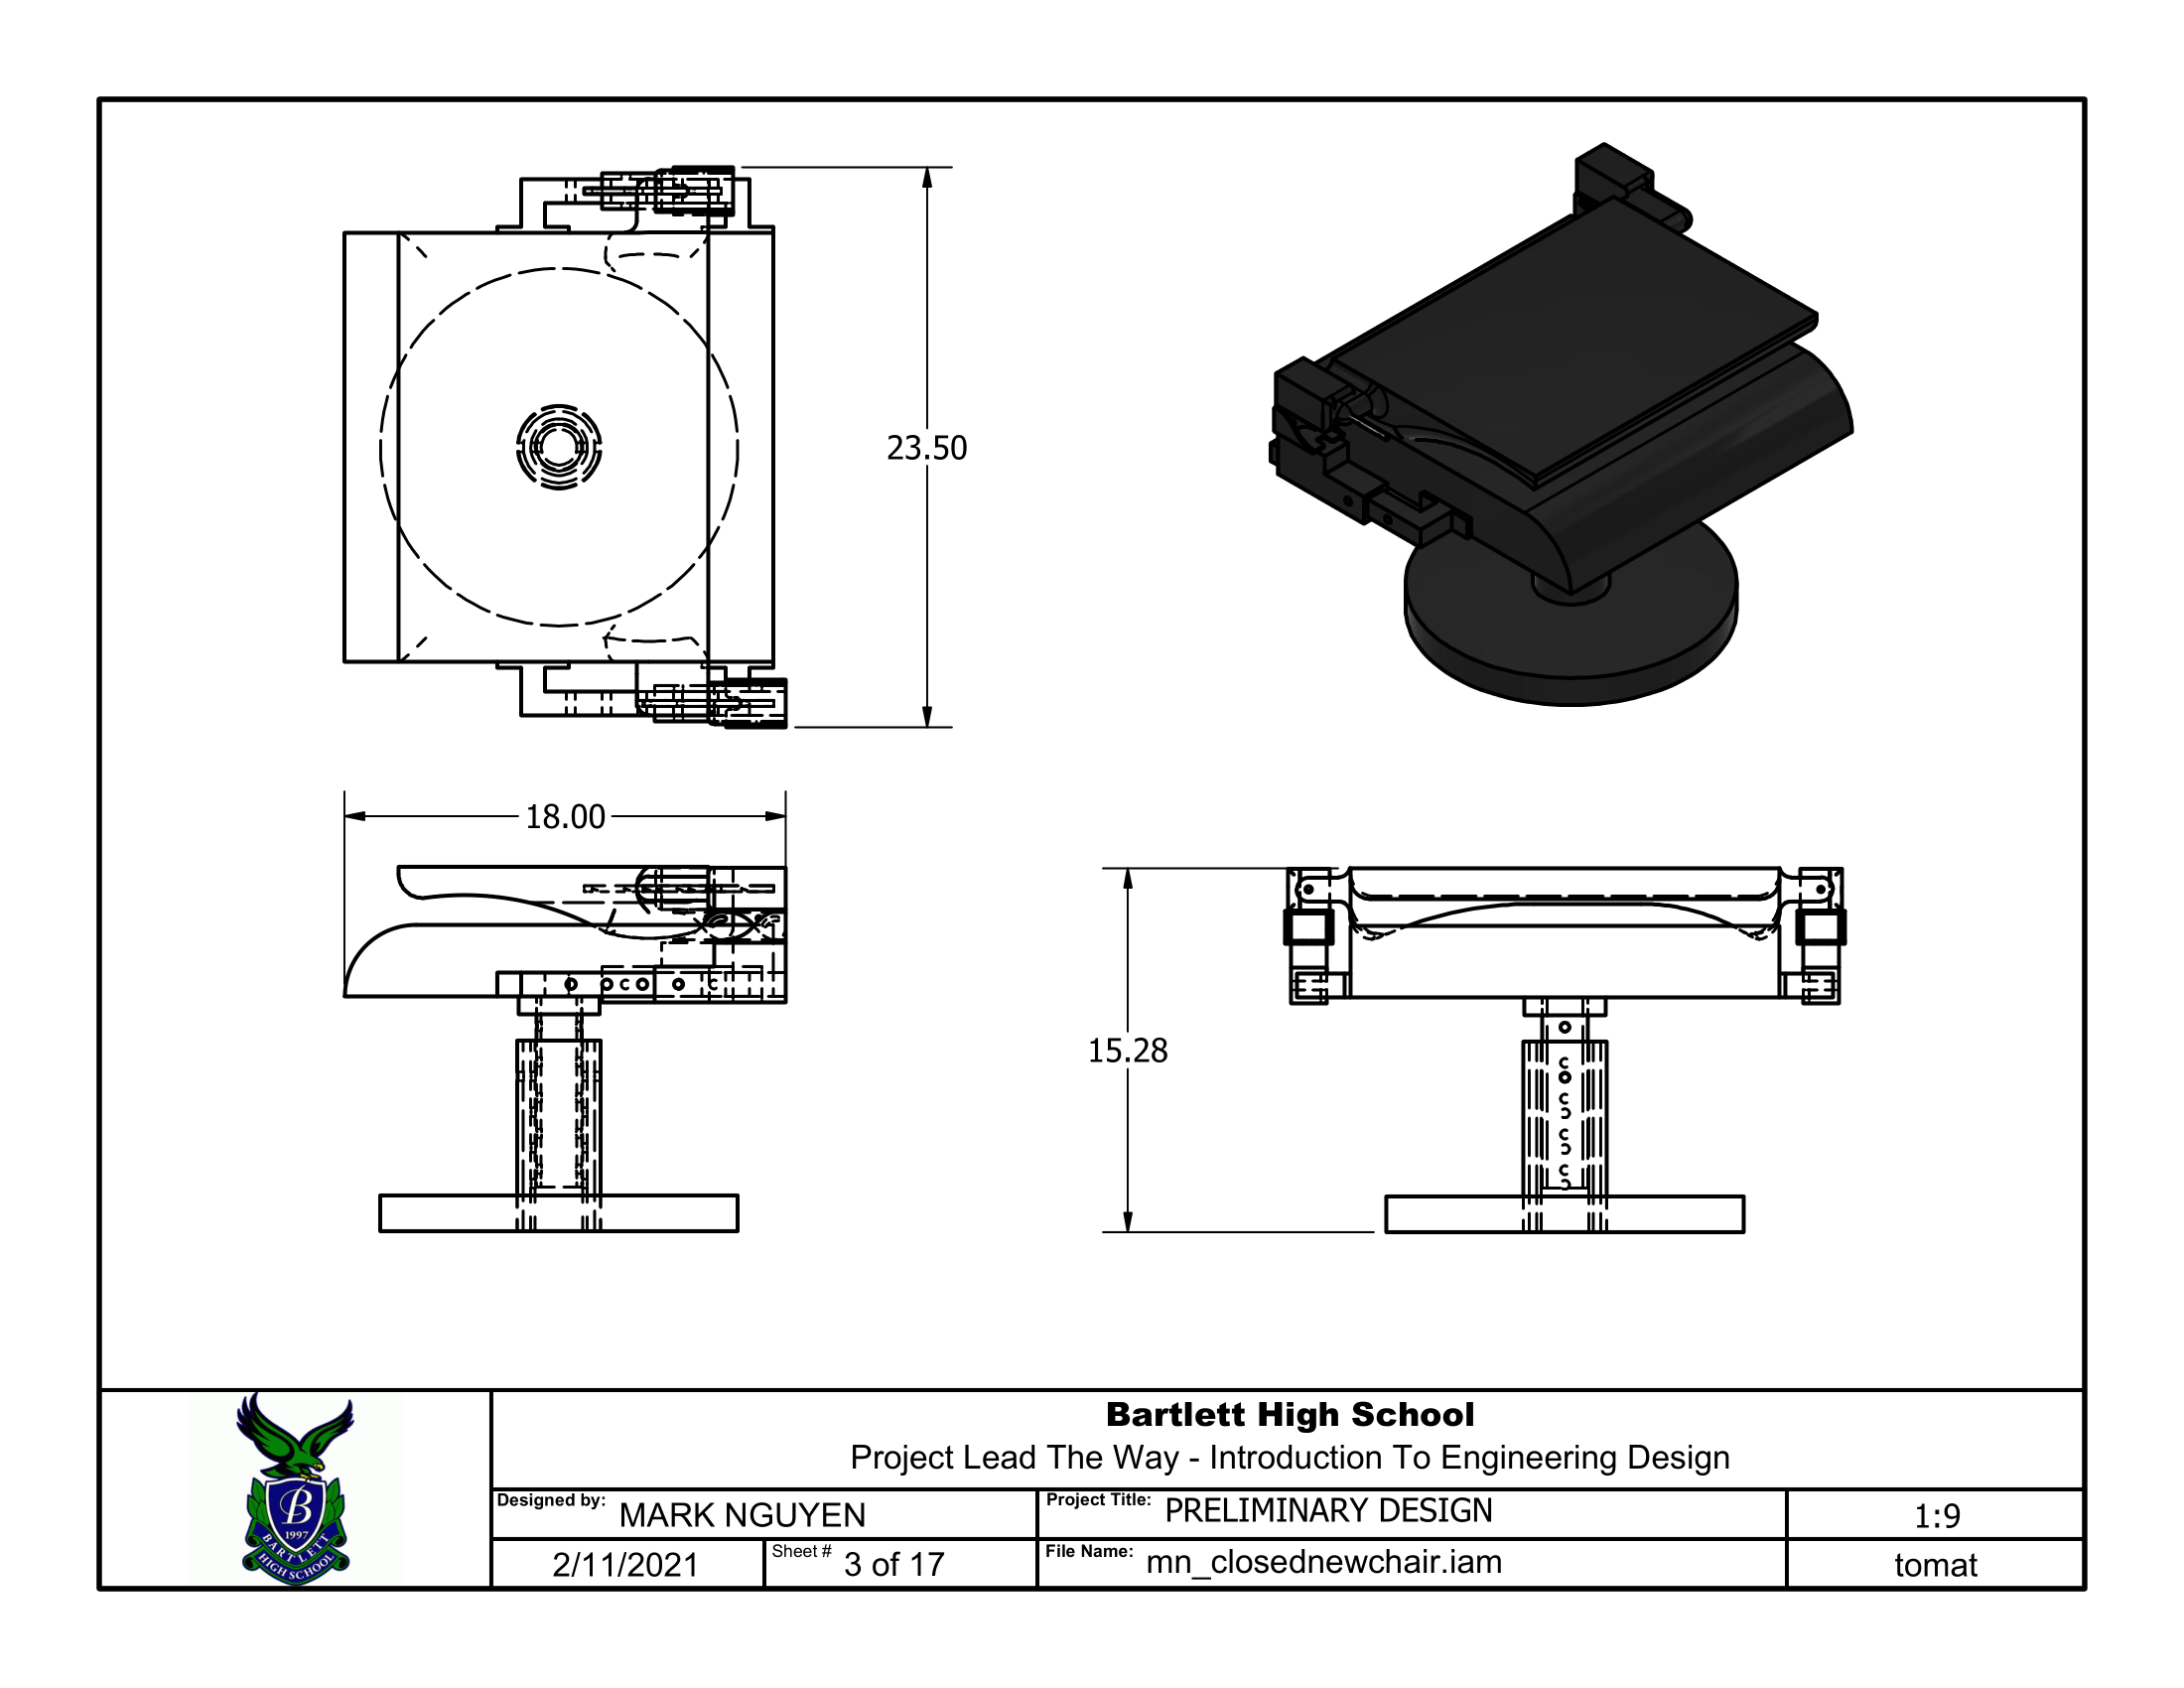 23.50
18.00
15.28
Bartlett High School
Project Lead The Way - Introduction To Engineering Design
Designed by: MARK NGUYEN
Project Title: PRELIMINARY DESIGN
1:9
2/11/2021
Sheet # 3 of 17
File Name: mn_closednewchair.iam
tomat
B
1997
BARTLETT
HIGH SCHOOL